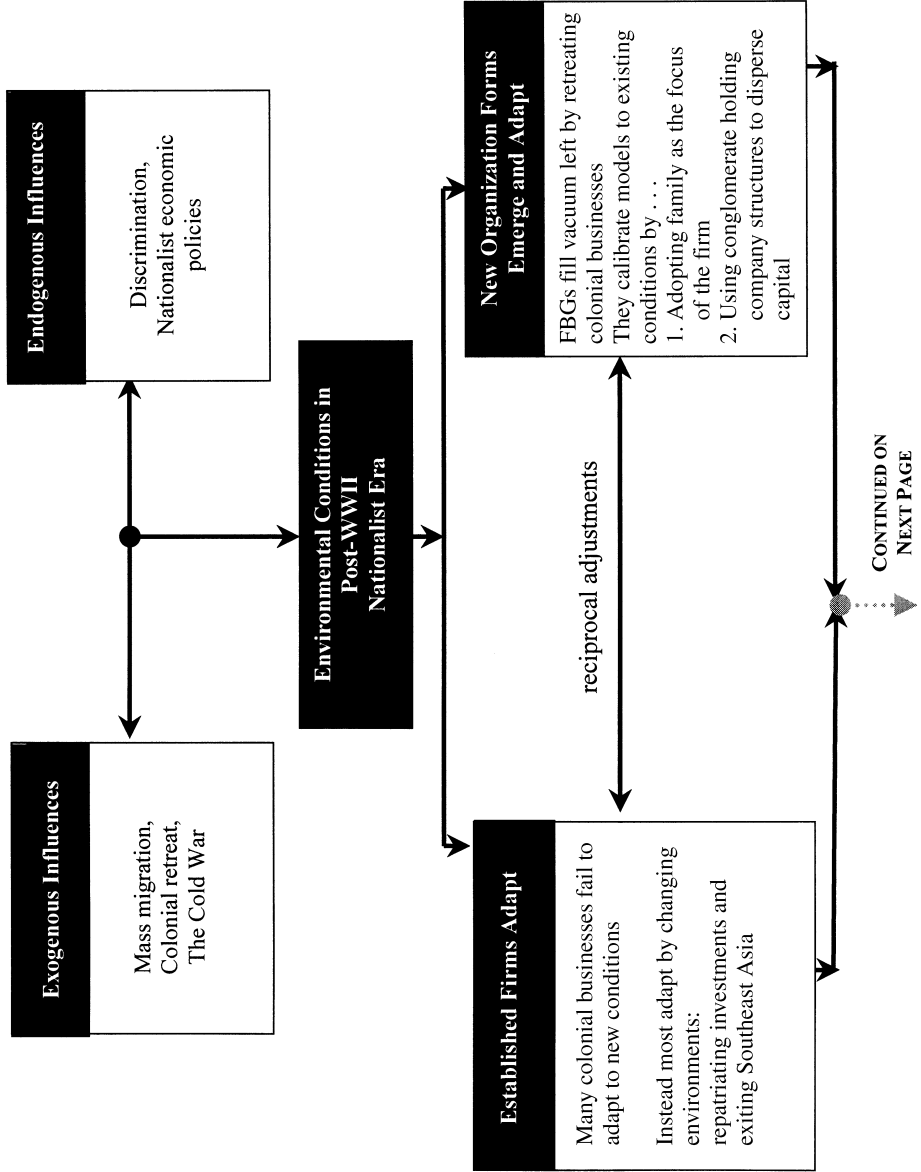 Exogenous Influences
Mass migration,
Colonial retreat,
The Cold War
Endogenous Influences
Discrimination,
Nationalist economic
policies
Environmental Conditions in
Post-WWII
Nationalist Era
Established Firms Adapt
Many colonial businesses fail to
adapt to new conditions
Instead most adapt by changing
environments:
repatriating investments and
exiting Southeast Asia
reciprocal adjustments
New Organization Forms
Emerge and Adapt
FBGs fill vacuum left by retreating
colonial businesses
They calibrate models to existing
conditions by . . .
1. Adopting family as the focus
of the firm
2. Using conglomerate holding
company structures to disperse
capital
CONTINUED ON
NEXT PAGE